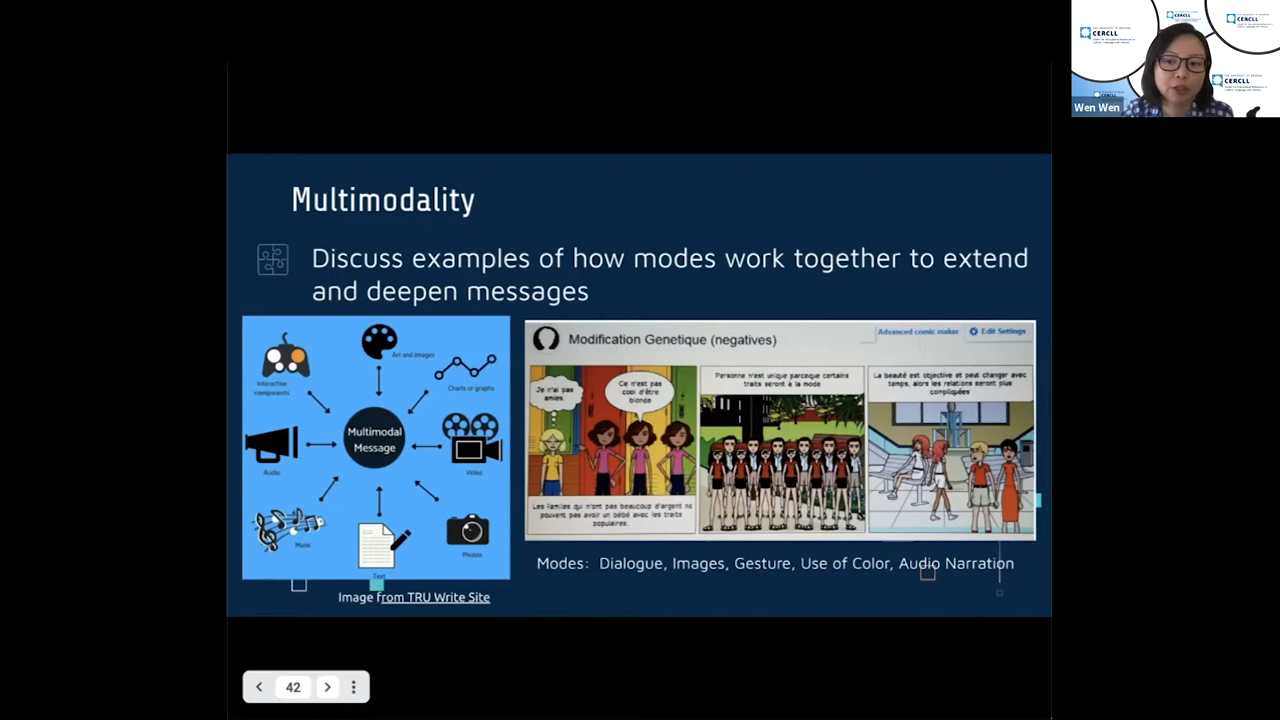 Multimodality
Discuss examples of how modes work together to extend
and deepen messages
Interactive
components
Art and images
Charts or graphs
Audio
Multimodal
Message
Video
Music
Text
Photos
Image from TRU Write Site
Modification Genetique (negatives)
Advanced comic maker
Edit Settings
Je n'ai pas
amies.
Ce n'est pas
cool d'être
blonde
Les familes qui n'ont pas beaucoup d'argent ne
pouvent pas avoir un bébé avec les traits
populaires.
Personne n'est unique parceque certains
traits seront à la mode
La beauté est objective et peut changer avec
temps, alors les relations seront plus
compliquées
Modes: Dialogue, Images, Gesture, Use of Color, Audio Narration
42
CERCLL
CERCLL
CERCLL
CERCLL
Wen Wen